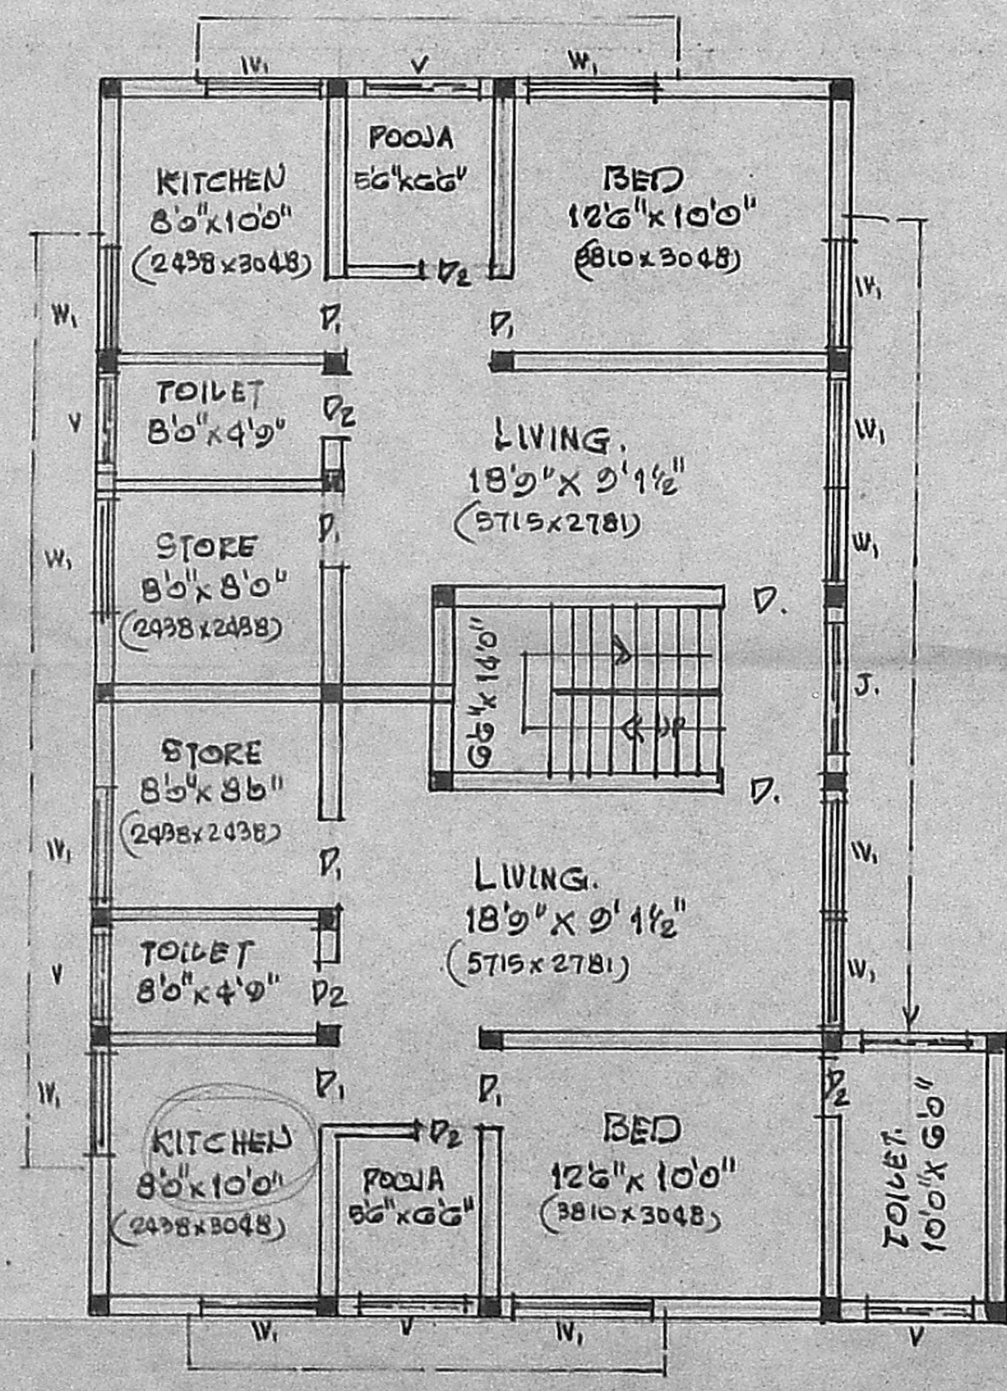 W₁
V
W₁
POOJA
5'6"x6'6"
KITCHEN
8'0"x10'0"
(2438x3048)
BED
12'6"x10'0"
(3810x3048)
D₂
W₁
W₁
D₁
D₁
TOILET
8'0"x4'9"
V
D₂
LIVING.
18'9" X 9'1½"
(5715x2781)
W₁
W₁
D₁
W₁
STORE
8'0"x8'0"
(2438x2438)
D.
6'6"x14'0"
J.
UP
STORE
8'0"x8'0"
(2438x2438)
D.
W₁
D₁
W₁
LIVING.
18'9" X 9'1½"
(5715x2781)
TOILET
8'0"x4'9"
V
D₂
W₁
W₁
D₁
D₁
D₂
KITCHEN
8'0"x10'0"
(2438x3048)
D₂
POOJA
5'6"x6'6"
BED
12'6"x10'0"
(3810x3048)
TOILET.
10'0"x6'0"
W₁
V
W₁
V